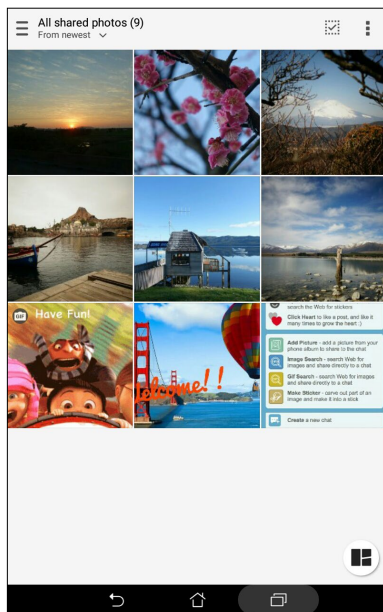 All shared photos (9)
From newest
GIF Have Fun!
Welcome! !
search the Web for stickers
Click Heart to like a post, and like it
many times to grow the heart :)
Add Picture - add a picture from your
phone album to share to the chat
Image Search - search Web for
images and share directly to a chat
Gif Search - search Web for images
and share directly to a chat
Make Sticker - carve out part of an
image and make it into a stick
Create a new chat